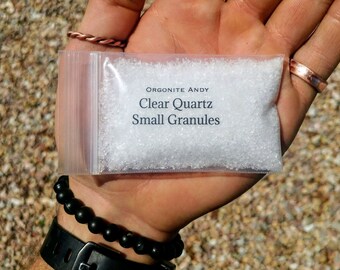 Orgonite Andy
Clear Quartz
Small Granules